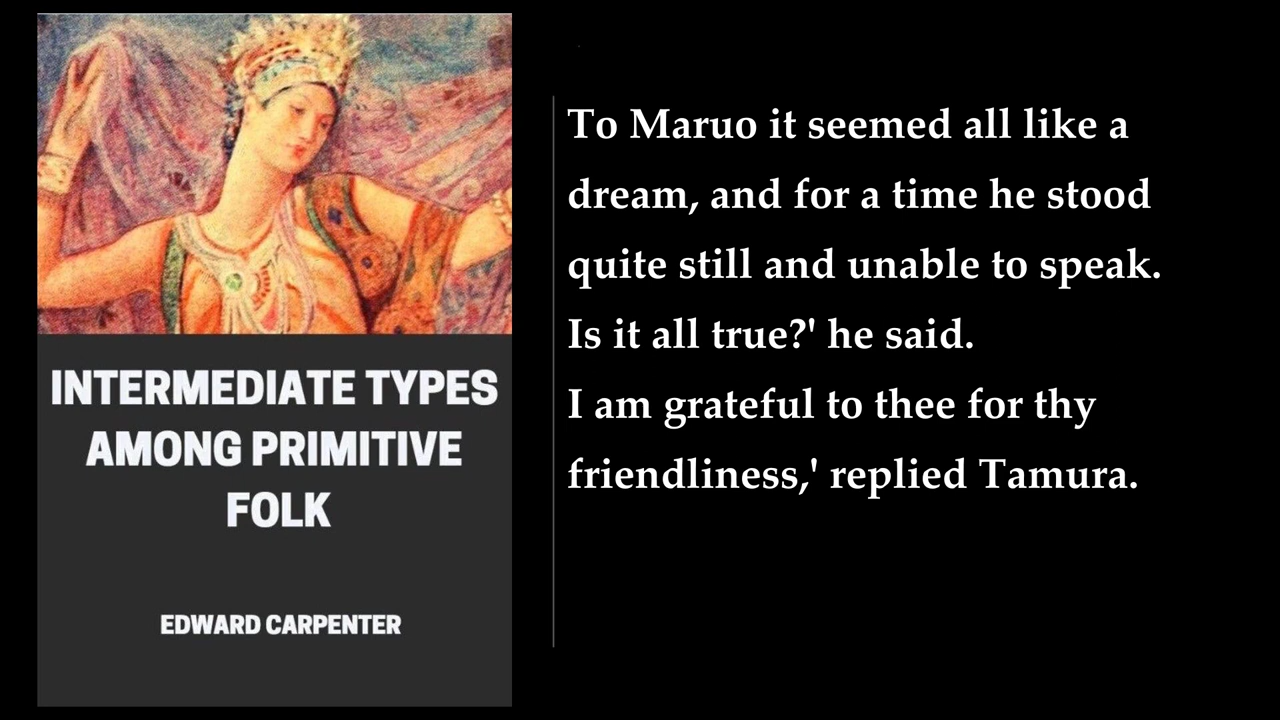 INTERMEDIATE TYPES
AMONG PRIMITIVE
FOLK
EDWARD CARPENTER
To Maruo it seemed all like a
dream, and for a time he stood
quite still and unable to speak.
Is it all true?' he said.
I am grateful to thee for thy
friendliness,' replied Tamura.